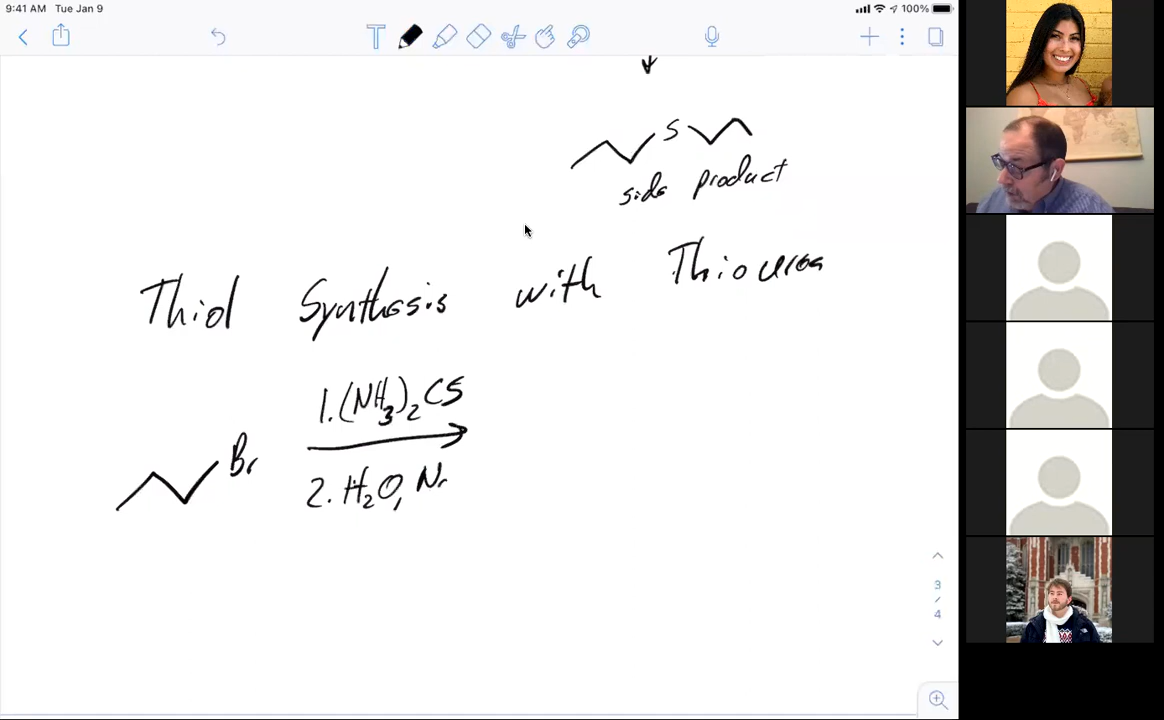 9:41 AM Tue Jan 9
100%
T
S
side product
Thiol Synthesis with Thiourea
1. (NH₃)₂CS
Br
2. H₂O, Na
3
/
4